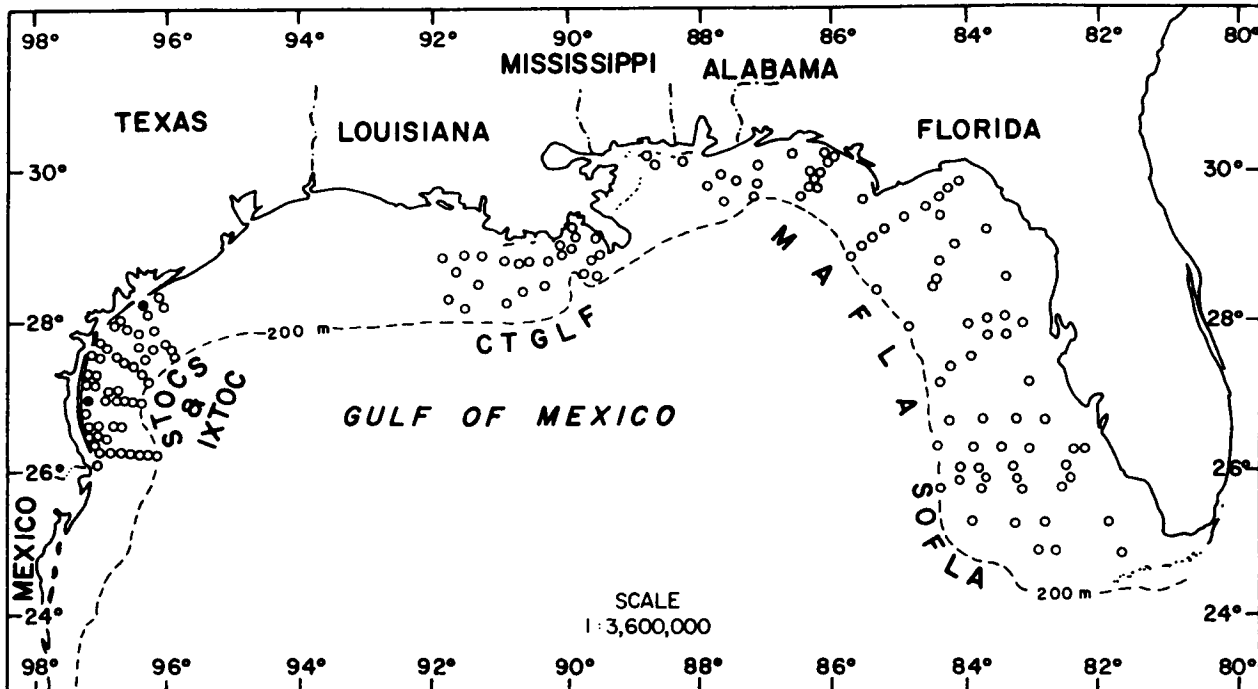 98° 96° 94° 92° 90° 88° 86° 84° 82° 80°
MISSISSIPPI ALABAMA
TEXAS LOUISIANA FLORIDA
30° 30°
MAFLA
28° 28°
200 m
CTGLF
STOCS & IXTOC
GULF OF MEXICO
26° 26°
SOFLA
MEXICO
200 m
SCALE
24° 24°
1:3,600,000
98° 96° 94° 92° 90° 88° 86° 84° 82° 80°